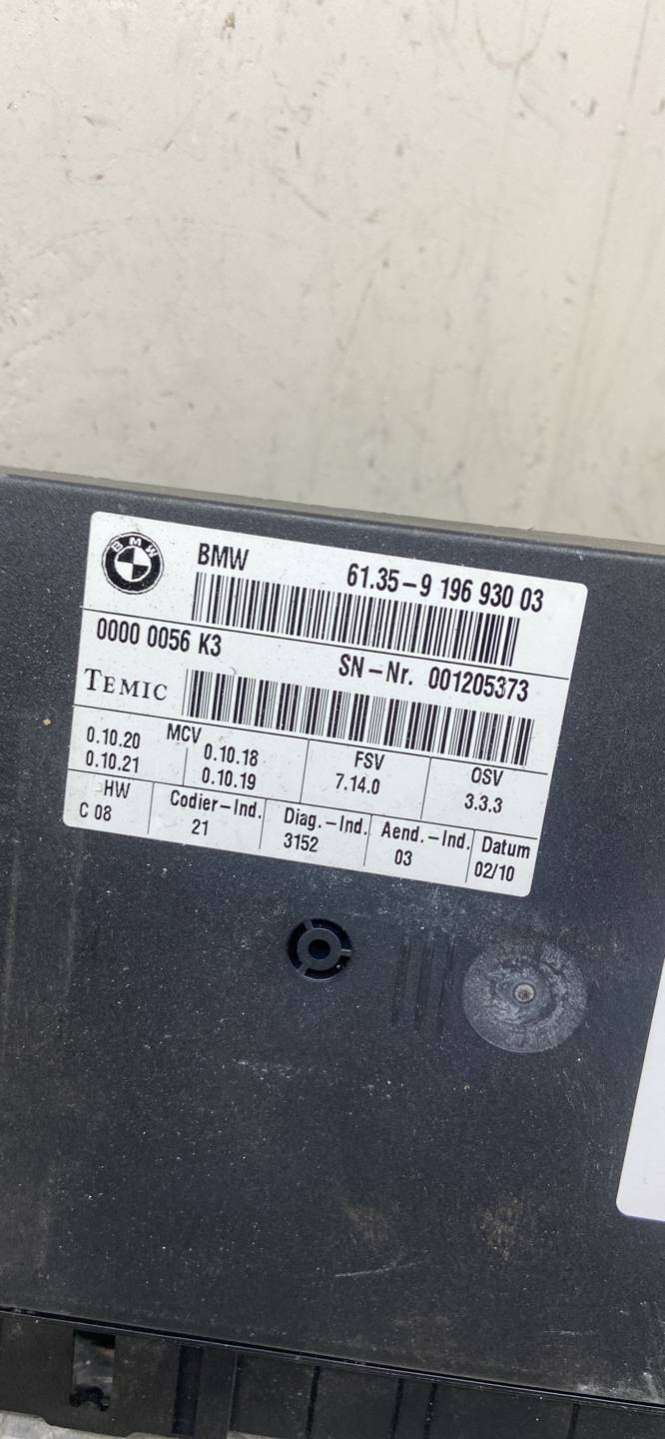 BMW
BMW 61.35-9 196 930 03
0000 0056 K3 SN-Nr. 001205373
TEMIC
MCV FSV OSV
0.10.20 0.10.18 7.14.0 3.3.3
0.10.21 0.10.19
HW Codier-Ind. Diag.-Ind. Aend.-Ind. Datum
C 08 21 3152 03 02/10